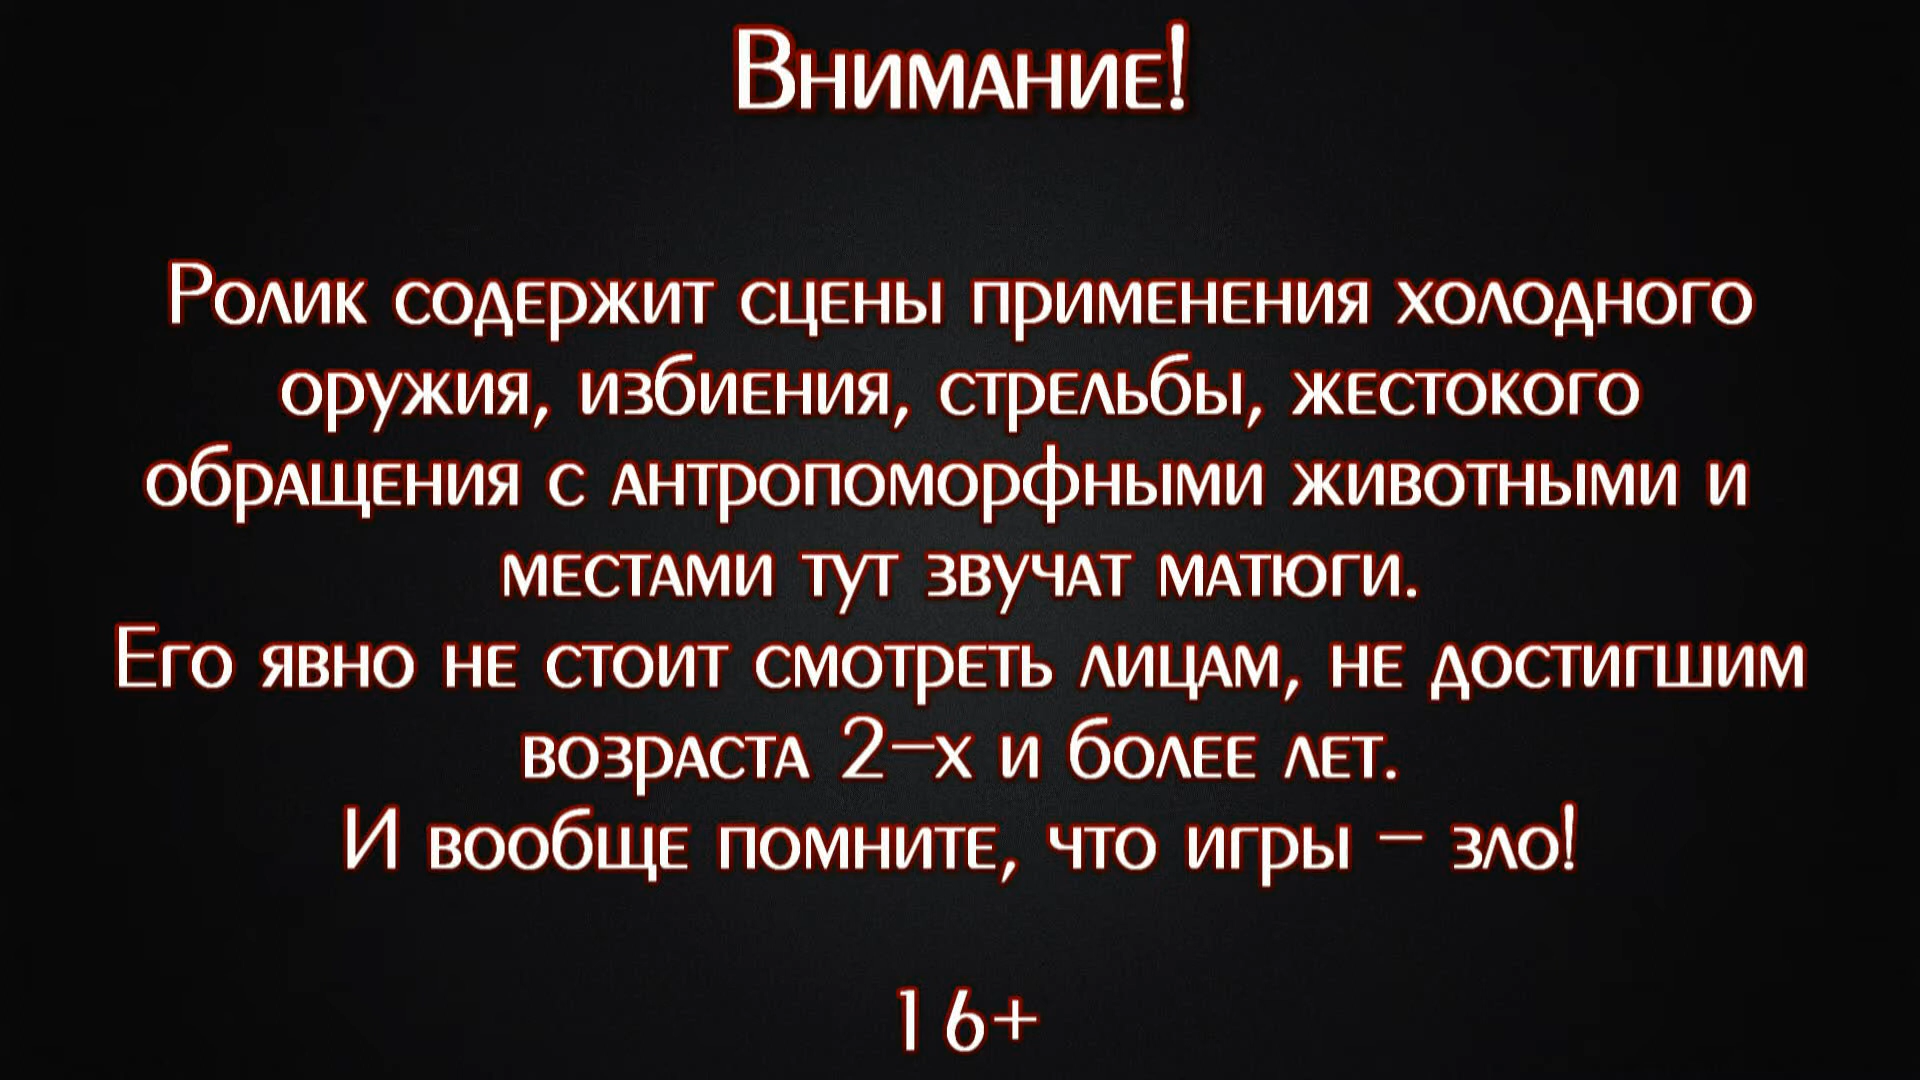 Внимание!
Ролик содержит сцены применения холодного
оружия, избиения, стрельбы, жестокого
обращения с антропоморфными животными и
местами тут звучат матюги.
Его явно не стоит смотреть лицам, не достигшим
возраста 2-х и более лет.
И вообще помните, что игры - зло!
16+